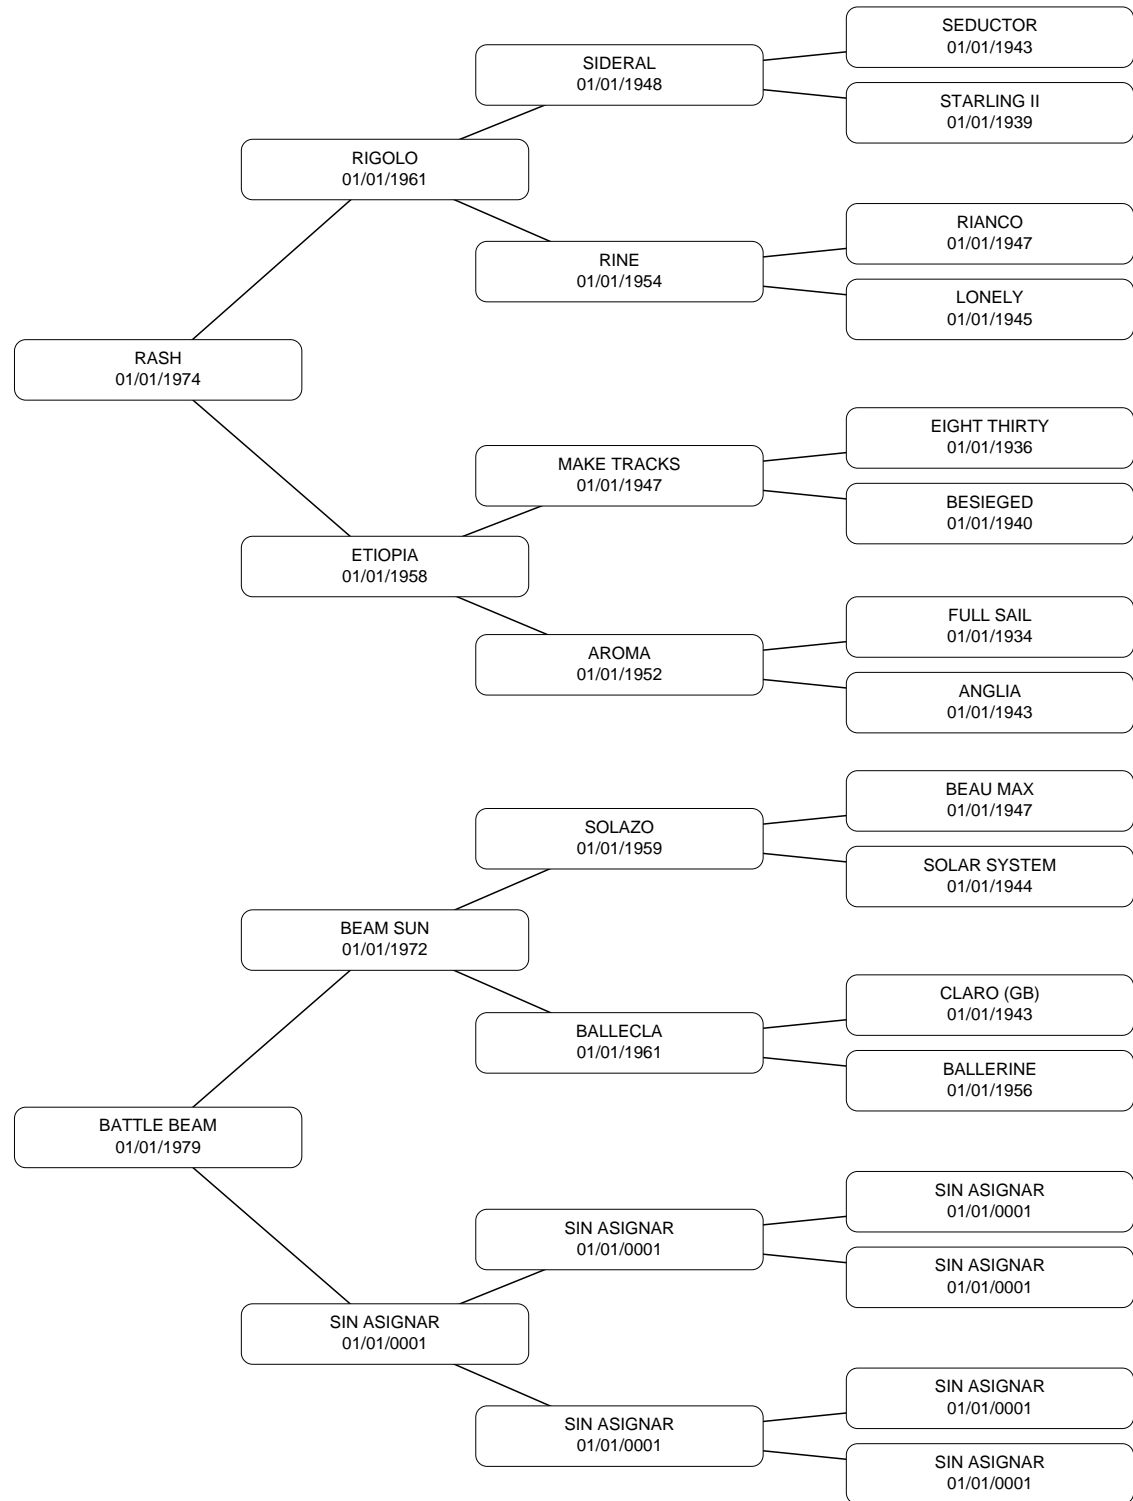 SEDUCTOR
01/01/1943
SIDERAL
01/01/1948
STARLING II
01/01/1939
RIGOLO
01/01/1961
RIANCO
01/01/1947
RINE
01/01/1954
LONELY
01/01/1945
RASH
01/01/1974
EIGHT THIRTY
01/01/1936
MAKE TRACKS
01/01/1947
BESIEGED
01/01/1940
ETIOPIA
01/01/1958
FULL SAIL
01/01/1934
AROMA
01/01/1952
ANGLIA
01/01/1943
BEAU MAX
01/01/1947
SOLAZO
01/01/1959
SOLAR SYSTEM
01/01/1944
BEAM SUN
01/01/1972
CLARO (GB)
01/01/1943
BALLECLA
01/01/1961
BALLERINE
01/01/1956
BATTLE BEAM
01/01/1979
SIN ASIGNAR
01/01/0001
SIN ASIGNAR
01/01/0001
SIN ASIGNAR
01/01/0001
SIN ASIGNAR
01/01/0001
SIN ASIGNAR
01/01/0001
SIN ASIGNAR
01/01/0001
SIN ASIGNAR
01/01/0001